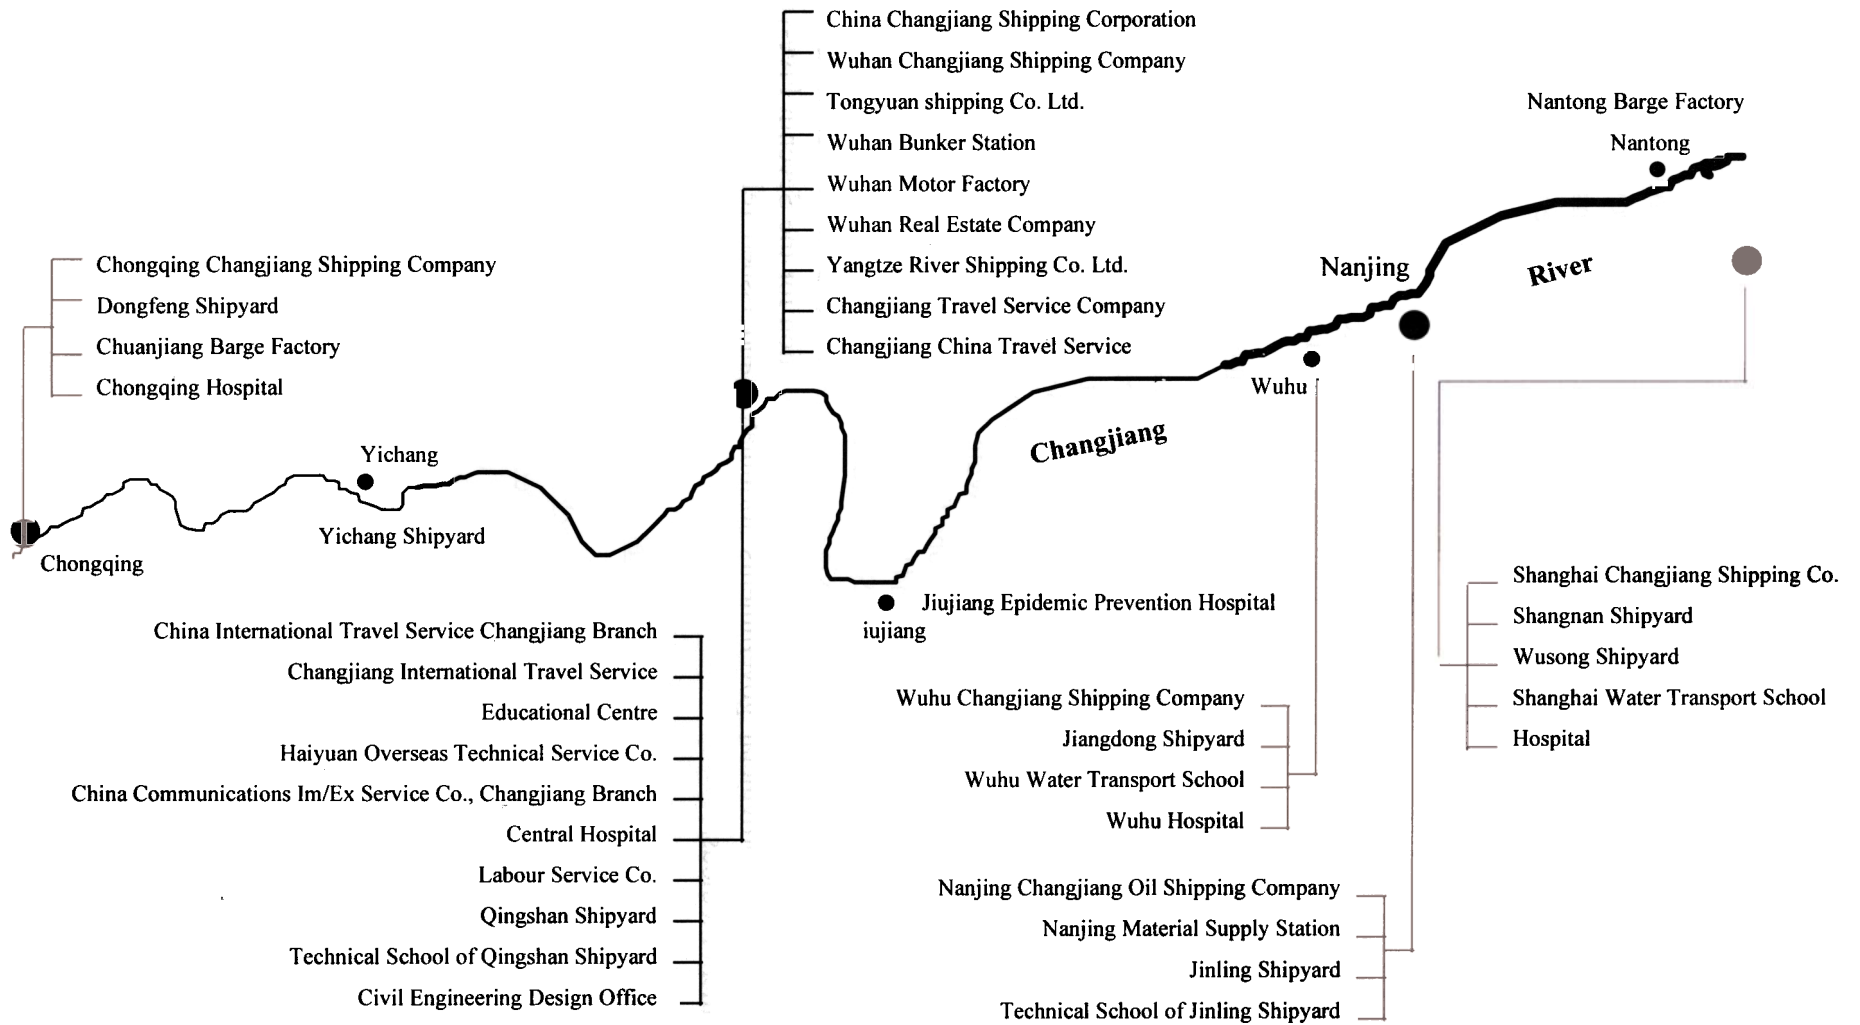 China Changjiang Shipping Corporation
Wuhan Changjiang Shipping Company
Tongyuan shipping Co. Ltd.
Wuhan Bunker Station
Wuhan Motor Factory
Wuhan Real Estate Company
Yangtze River Shipping Co. Ltd.
Changjiang Travel Service Company
Changjiang China Travel Service
Nantong Barge Factory
Nantong
Nanjing
River
Chongqing Changjiang Shipping Company
Dongfeng Shipyard
Chuanjiang Barge Factory
Chongqing Hospital
Wuhu
Changjiang
Yichang
Yichang Shipyard
Chongqing
Jiujiang Epidemic Prevention Hospital
iujiang
China International Travel Service Changjiang Branch
Changjiang International Travel Service
Educational Centre
Haiyuan Overseas Technical Service Co.
China Communications Im/Ex Service Co., Changjiang Branch
Central Hospital
Labour Service Co.
Qingshan Shipyard
Technical School of Qingshan Shipyard
Civil Engineering Design Office
Wuhu Changjiang Shipping Company
Jiangdong Shipyard
Wuhu Water Transport School
Wuhu Hospital
Nanjing Changjiang Oil Shipping Company
Nanjing Material Supply Station
Jinling Shipyard
Technical School of Jinling Shipyard
Shanghai Changjiang Shipping Co.
Shangnan Shipyard
Wusong Shipyard
Shanghai Water Transport School
Hospital